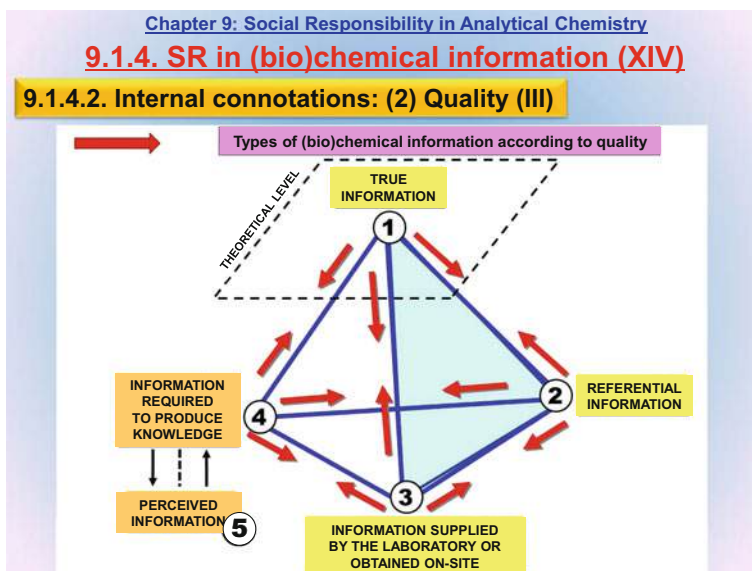 Chapter 9: Social Responsibility in Analytical Chemistry
9.1.4. SR in (bio)chemical information (XIV)
9.1.4.2. Internal connotations: (2) Quality (III)
Types of (bio)chemical information according to quality
THEORETICAL LEVEL
TRUE
INFORMATION
1
INFORMATION
REQUIRED
TO PRODUCE
KNOWLEDGE
4
2
REFERENTIAL
INFORMATION
PERCEIVED
INFORMATION
5
3
INFORMATION SUPPLIED
BY THE LABORATORY OR
OBTAINED ON-SITE